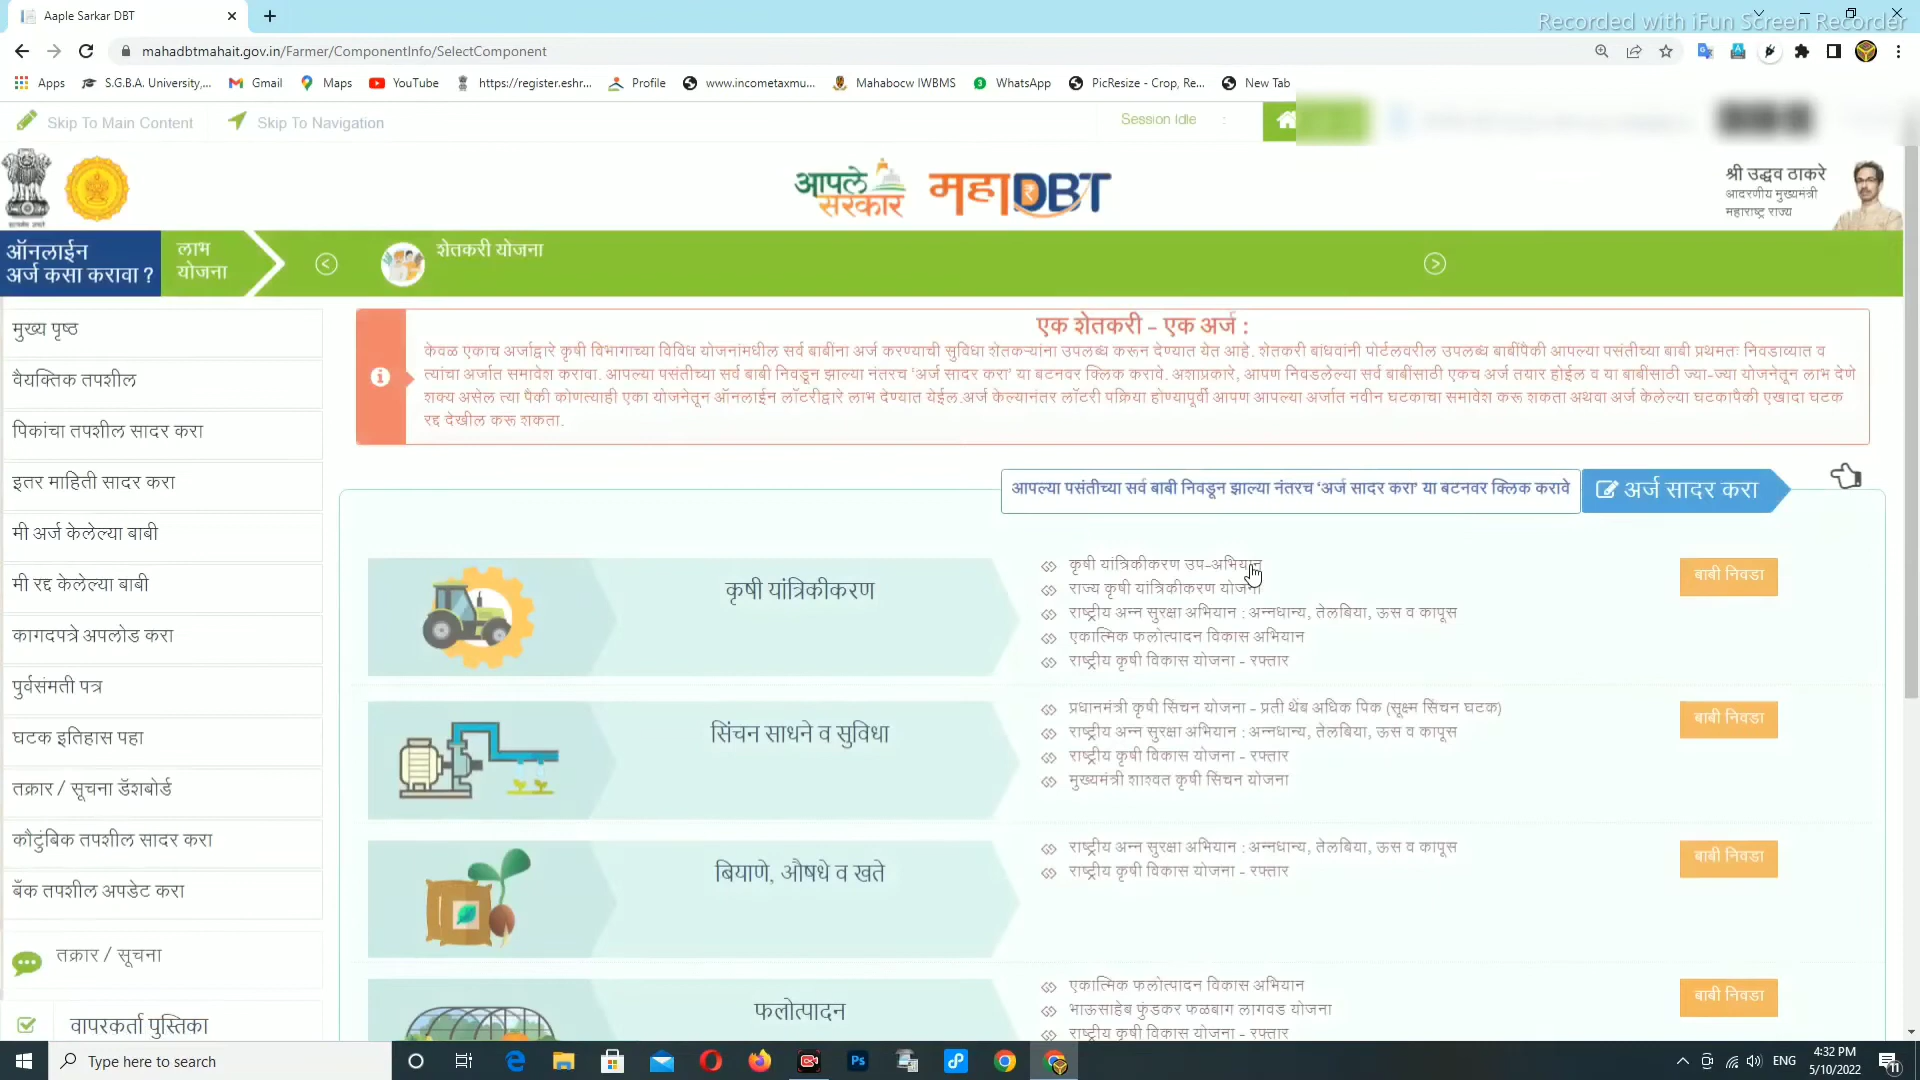 Recorded with iFun Screen Recorder
Aaple Sarkar DBT
mahadbtmahait.gov.in/Farmer/ComponentInfo/SelectComponent
Apps
S.G.B.A. University,...
Gmail
Maps
YouTube
https://register.eshr...
Profile
www.incometaxmu...
Mahabocw IWBMS
WhatsApp
PicResize - Crop, Re...
New Tab
Skip To Main Content
Skip To Navigation
Session Idle :
आपले सरकार
महाDBT
श्री उद्धव ठाकरे
आदरणीय मुख्यमंत्री
महाराष्ट्र राज्य
ऑनलाईन
अर्ज कसा करावा ?
लाभ
योजना
शेतकरी योजना
मुख्य पृष्ठ
वैयक्तिक तपशील
पिकांचा तपशील सादर करा
इतर माहिती सादर करा
मी अर्ज केलेल्या बाबी
मी रद्द केलेल्या बाबी
कागदपत्रे अपलोड करा
पुर्वसंमती पत्र
घटक इतिहास पहा
तक्रार / सूचना डॅशबोर्ड
कौटुंबिक तपशील सादर करा
बँक तपशील अपडेट करा
तक्रार / सूचना
वापरकर्ता पुस्तिका
एक शेतकरी - एक अर्ज :
केवळ एकाच अर्जाद्वारे कृषी विभागाच्या विविध योजनांमधील सर्व बाबींना अर्ज करण्याची सुविधा शेतकऱ्यांना उपलब्ध करून देण्यात येत आहे. शेतकरी बांधवांनी पोर्टलवरील उपलब्ध बाबींपैकी आपल्या पसंतीच्या बाबी प्रथमतः निवडाव्यात व
त्यांचा अर्जात समावेश करावा. आपल्या पसंतीच्या सर्व बाबी निवडून झाल्या नंतरच ‘अर्ज सादर करा’ या बटनवर क्लिक करावे. अशाप्रकारे, आपण निवडलेल्या सर्व बाबींसाठी एकच अर्ज तयार होईल व या बाबींसाठी ज्या-ज्या योजनेतून लाभ देणे
शक्य असेल त्या पैकी कोणत्याही एका योजनेतून ऑनलाईन लॉटरीद्वारे लाभ देण्यात येईल.अर्ज केल्यानंतर लॉटरी पक्रिया होण्यापूर्वी आपण आपल्या अर्जात नवीन घटकाचा समावेश करू शकता अथवा अर्ज केलेल्या घटकापैकी एखादा घटक
रद्द देखील करू शकता.
आपल्या पसंतीच्या सर्व बाबी निवडून झाल्या नंतरच ‘अर्ज सादर करा’ या बटनवर क्लिक करावे
अर्ज सादर करा
कृषी यांत्रिकीकरण
कृषी यांत्रिकीकरण उप-अभियान
राज्य कृषी यांत्रिकीकरण योजना
राष्ट्रीय अन्न सुरक्षा अभियान : अन्नधान्य, तेलबिया, ऊस व कापूस
एकात्मिक फलोत्पादन विकास अभियान
राष्ट्रीय कृषी विकास योजना - रफ्तार
बाबी निवडा
सिंचन साधने व सुविधा
प्रधानमंत्री कृषी सिंचन योजना - प्रती थेंब अधिक पिक (सूक्ष्म सिंचन घटक)
राष्ट्रीय अन्न सुरक्षा अभियान : अन्नधान्य, तेलबिया, ऊस व कापूस
राष्ट्रीय कृषी विकास योजना - रफ्तार
मुख्यमंत्री शाश्वत कृषी सिंचन योजना
बाबी निवडा
बियाणे, औषधे व खते
राष्ट्रीय अन्न सुरक्षा अभियान : अन्नधान्य, तेलबिया, ऊस व कापूस
राष्ट्रीय कृषी विकास योजना - रफ्तार
बाबी निवडा
फलोत्पादन
एकात्मिक फलोत्पादन विकास अभियान
भाऊसाहेब फुंडकर फळबाग लागवड योजना
राष्ट्रीय कृषी विकास योजना - रफ्तार
बाबी निवडा
Type here to search
Ps
ENG
4:32 PM
5/10/2022
11